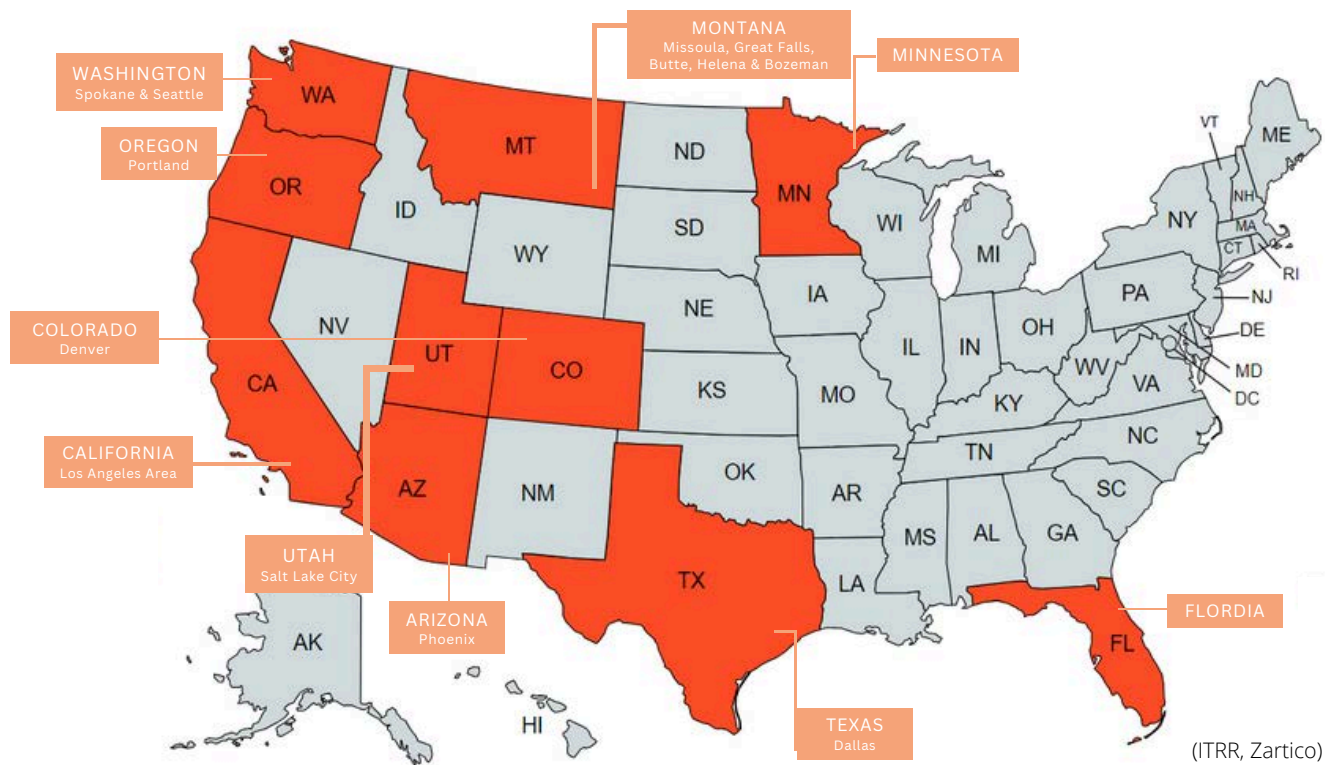 MONTANA
Missoula, Great Falls,
Butte, Helena & Bozeman
MINNESOTA
WASHINGTON
Spokane & Seattle
OREGON
Portland
COLORADO
Denver
CALIFORNIA
Los Angeles Area
UTAH
Salt Lake City
ARIZONA
Phoenix
TEXAS
Dallas
FLORDIA
WA
MT
ND
MN
OR
ID
SD
WI
WY
MI
NY
VT
ME
NH
MA
CT
RI
NJ
PA
DE
MD
DC
IA
NE
NV
UT
CO
CA
IL
IN
OH
WV
VA
KS
MO
KY
NC
TN
OK
AR
SC
AZ
NM
MS
AL
GA
TX
LA
FL
AK
HI
(ITRR, Zartico)